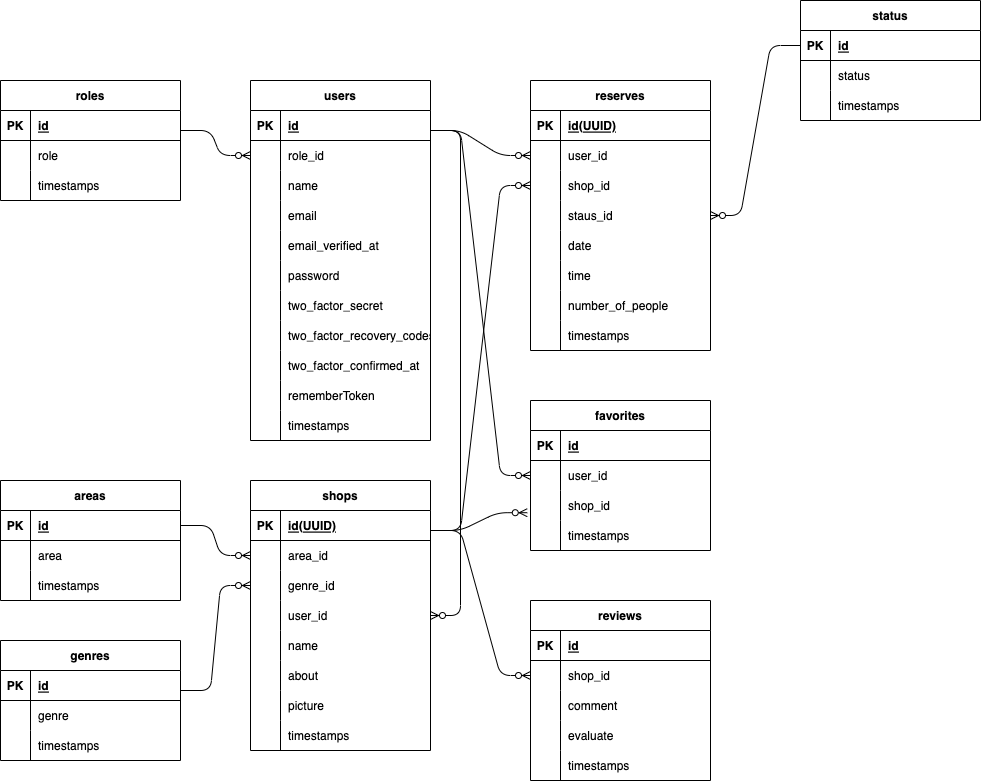 status
PK id
status
timestamps
roles
PK id
role
timestamps
users
PK id
role_id
name
email
email_verified_at
password
two_factor_secret
two_factor_recovery_codes
two_factor_confirmed_at
rememberToken
timestamps
reserves
PK id(UUID)
user_id
shop_id
staus_id
date
time
number_of_people
timestamps
favorites
PK id
user_id
shop_id
timestamps
areas
PK id
area
timestamps
shops
PK id(UUID)
area_id
genre_id
user_id
name
about
picture
timestamps
genres
PK id
genre
timestamps
reviews
PK id
shop_id
comment
evaluate
timestamps